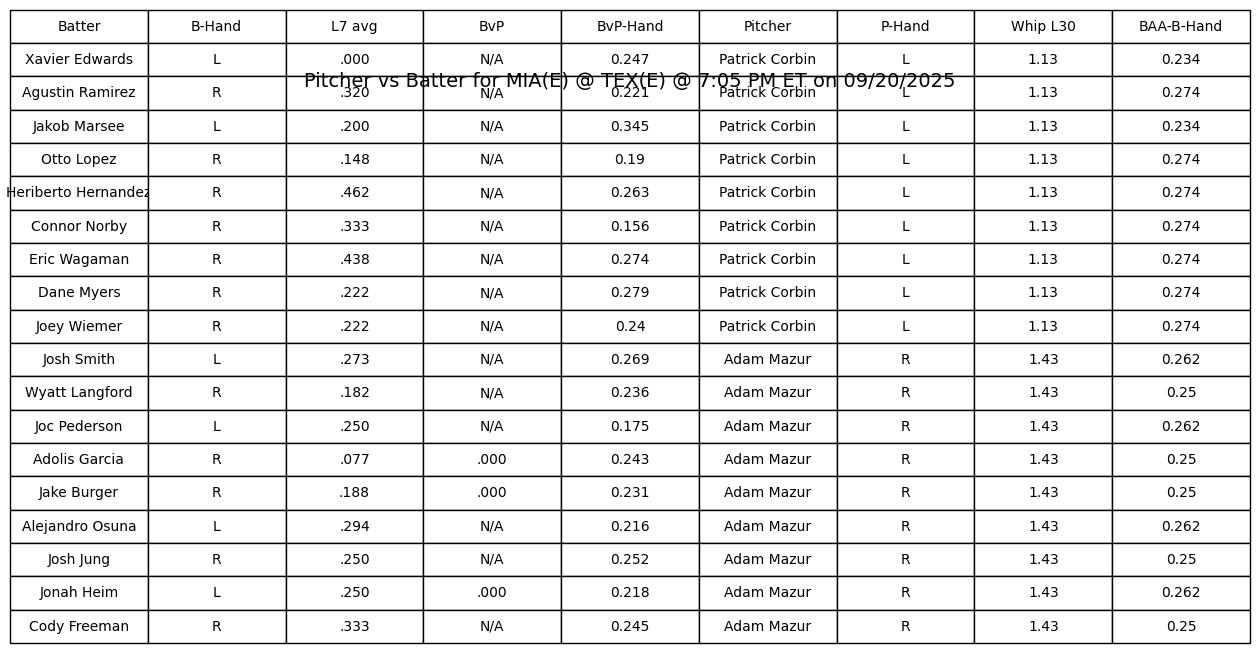 Batter B-Hand L7 avg BvP BvP-Hand Pitcher P-Hand Whip L30 BAA-B-Hand
Xavier Edwards L .000 N/A 0.247 Patrick Corbin L 1.13 0.234
Pitcher vs Batter for MIA(E) @ TEX(E) @ 7:05 PM ET on 09/20/2025
Agustin Ramirez R .320 N/A 0.221 Patrick Corbin L 1.13 0.274
Jakob Marsee L .200 N/A 0.345 Patrick Corbin L 1.13 0.234
Otto Lopez R .148 N/A 0.19 Patrick Corbin L 1.13 0.274
Heriberto Hernandez R .462 N/A 0.263 Patrick Corbin L 1.13 0.274
Connor Norby R .333 N/A 0.156 Patrick Corbin L 1.13 0.274
Eric Wagaman R .438 N/A 0.274 Patrick Corbin L 1.13 0.274
Dane Myers R .222 N/A 0.279 Patrick Corbin L 1.13 0.274
Joey Wiemer R .222 N/A 0.24 Patrick Corbin L 1.13 0.274
Josh Smith L .273 N/A 0.269 Adam Mazur R 1.43 0.262
Wyatt Langford R .182 N/A 0.236 Adam Mazur R 1.43 0.25
Joc Pederson L .250 N/A 0.175 Adam Mazur R 1.43 0.262
Adolis Garcia R .077 .000 0.243 Adam Mazur R 1.43 0.25
Jake Burger R .188 .000 0.231 Adam Mazur R 1.43 0.25
Alejandro Osuna L .294 N/A 0.216 Adam Mazur R 1.43 0.262
Josh Jung R .250 N/A 0.252 Adam Mazur R 1.43 0.25
Jonah Heim L .250 .000 0.218 Adam Mazur R 1.43 0.262
Cody Freeman R .333 N/A 0.245 Adam Mazur R 1.43 0.25